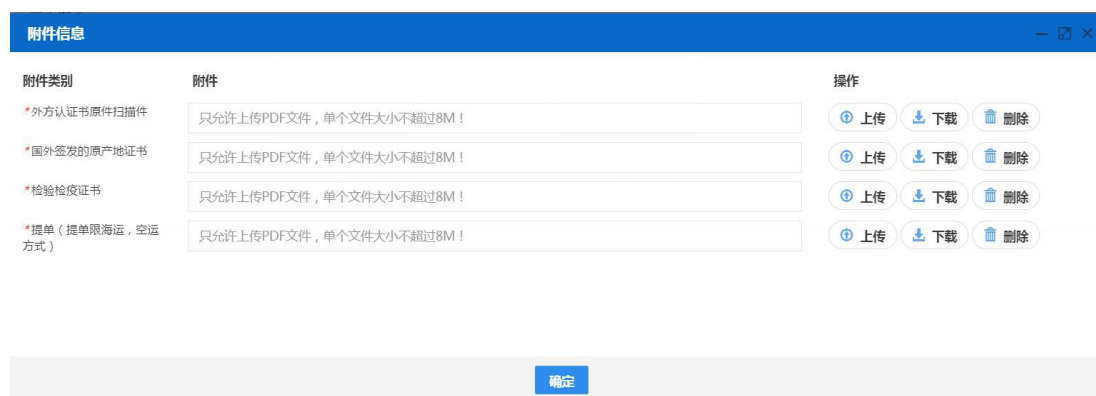 附件信息
附件类别 附件 操作
*外方认证书原件扫描件 只允许上传PDF文件，单个文件大小不超过8M！ 上传 下载 删除
*国外签发的原产地证书 只允许上传PDF文件，单个文件大小不超过8M！ 上传 下载 删除
*检验检疫证书 只允许上传PDF文件，单个文件大小不超过8M！ 上传 下载 删除
*提单（提单限海运，空运
方式） 只允许上传PDF文件，单个文件大小不超过8M！ 上传 下载 删除
确定